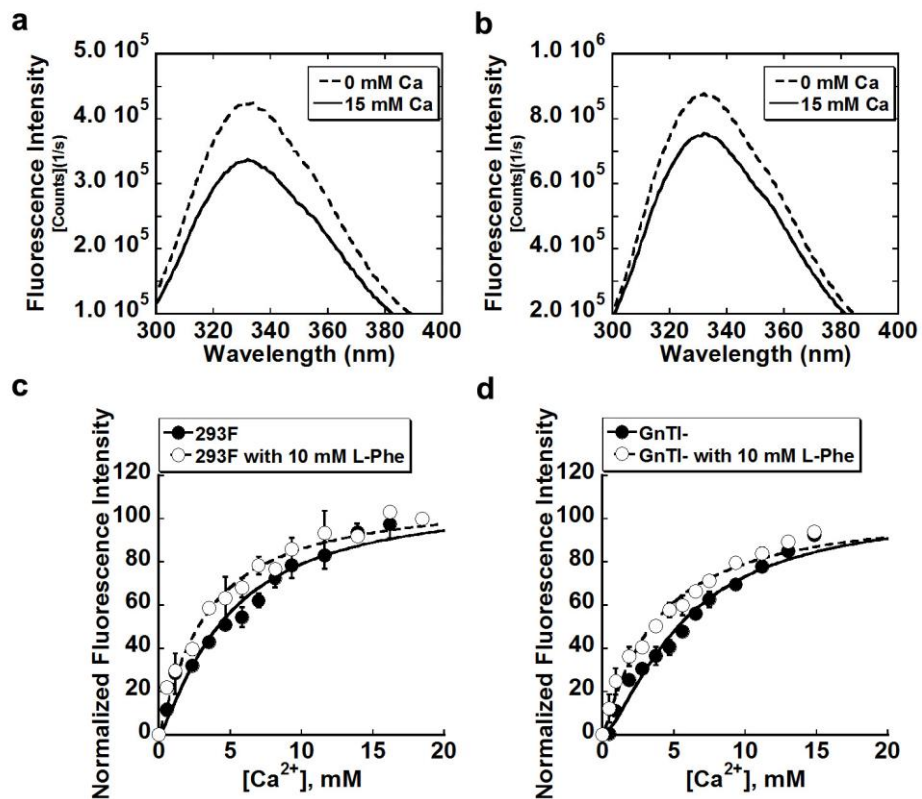 a
5.0 10⁵
4.0 10⁵
3.0 10⁵
2.0 10⁵
1.0 10⁵
Fluorescence Intensity
[Counts](1/s)
0 mM Ca
15 mM Ca
300 320 340 360 380 400
Wavelength (nm)
b
1.0 10⁶
8.0 10⁵
6.0 10⁵
4.0 10⁵
2.0 10⁵
Fluorescence Intensity
[Counts](1/s)
0 mM Ca
15 mM Ca
300 320 340 360 380 400
Wavelength (nm)
c
293F
293F with 10 mM L-Phe
120
100
80
60
40
20
0
Normalized Fluorescence Intensity
0 5 10 15 20
[Ca²⁺], mM
d
GnTI-
GnTI- with 10 mM L-Phe
120
100
80
60
40
20
0
Normalized Fluorescence Intensity
0 5 10 15 20
[Ca²⁺], mM